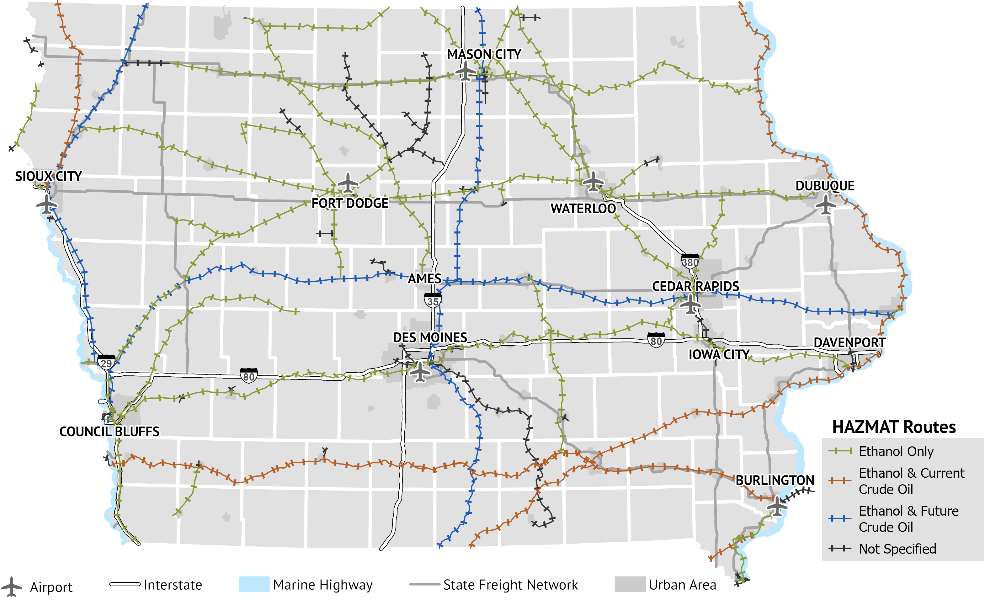 MASON CITY
SIOUX CITY
FORT DODGE
WATERLOO
DUBUQUE
380
AMES
CEDAR RAPIDS
35
DES MOINES
80
IOWA CITY
DAVENPORT
29
80
COUNCIL BLUFFS
BURLINGTON
HAZMAT Routes
Ethanol Only
Ethanol & Current
Crude Oil
Ethanol & Future
Crude Oil
Not Specified
Airport
Interstate
Marine Highway
State Freight Network
Urban Area